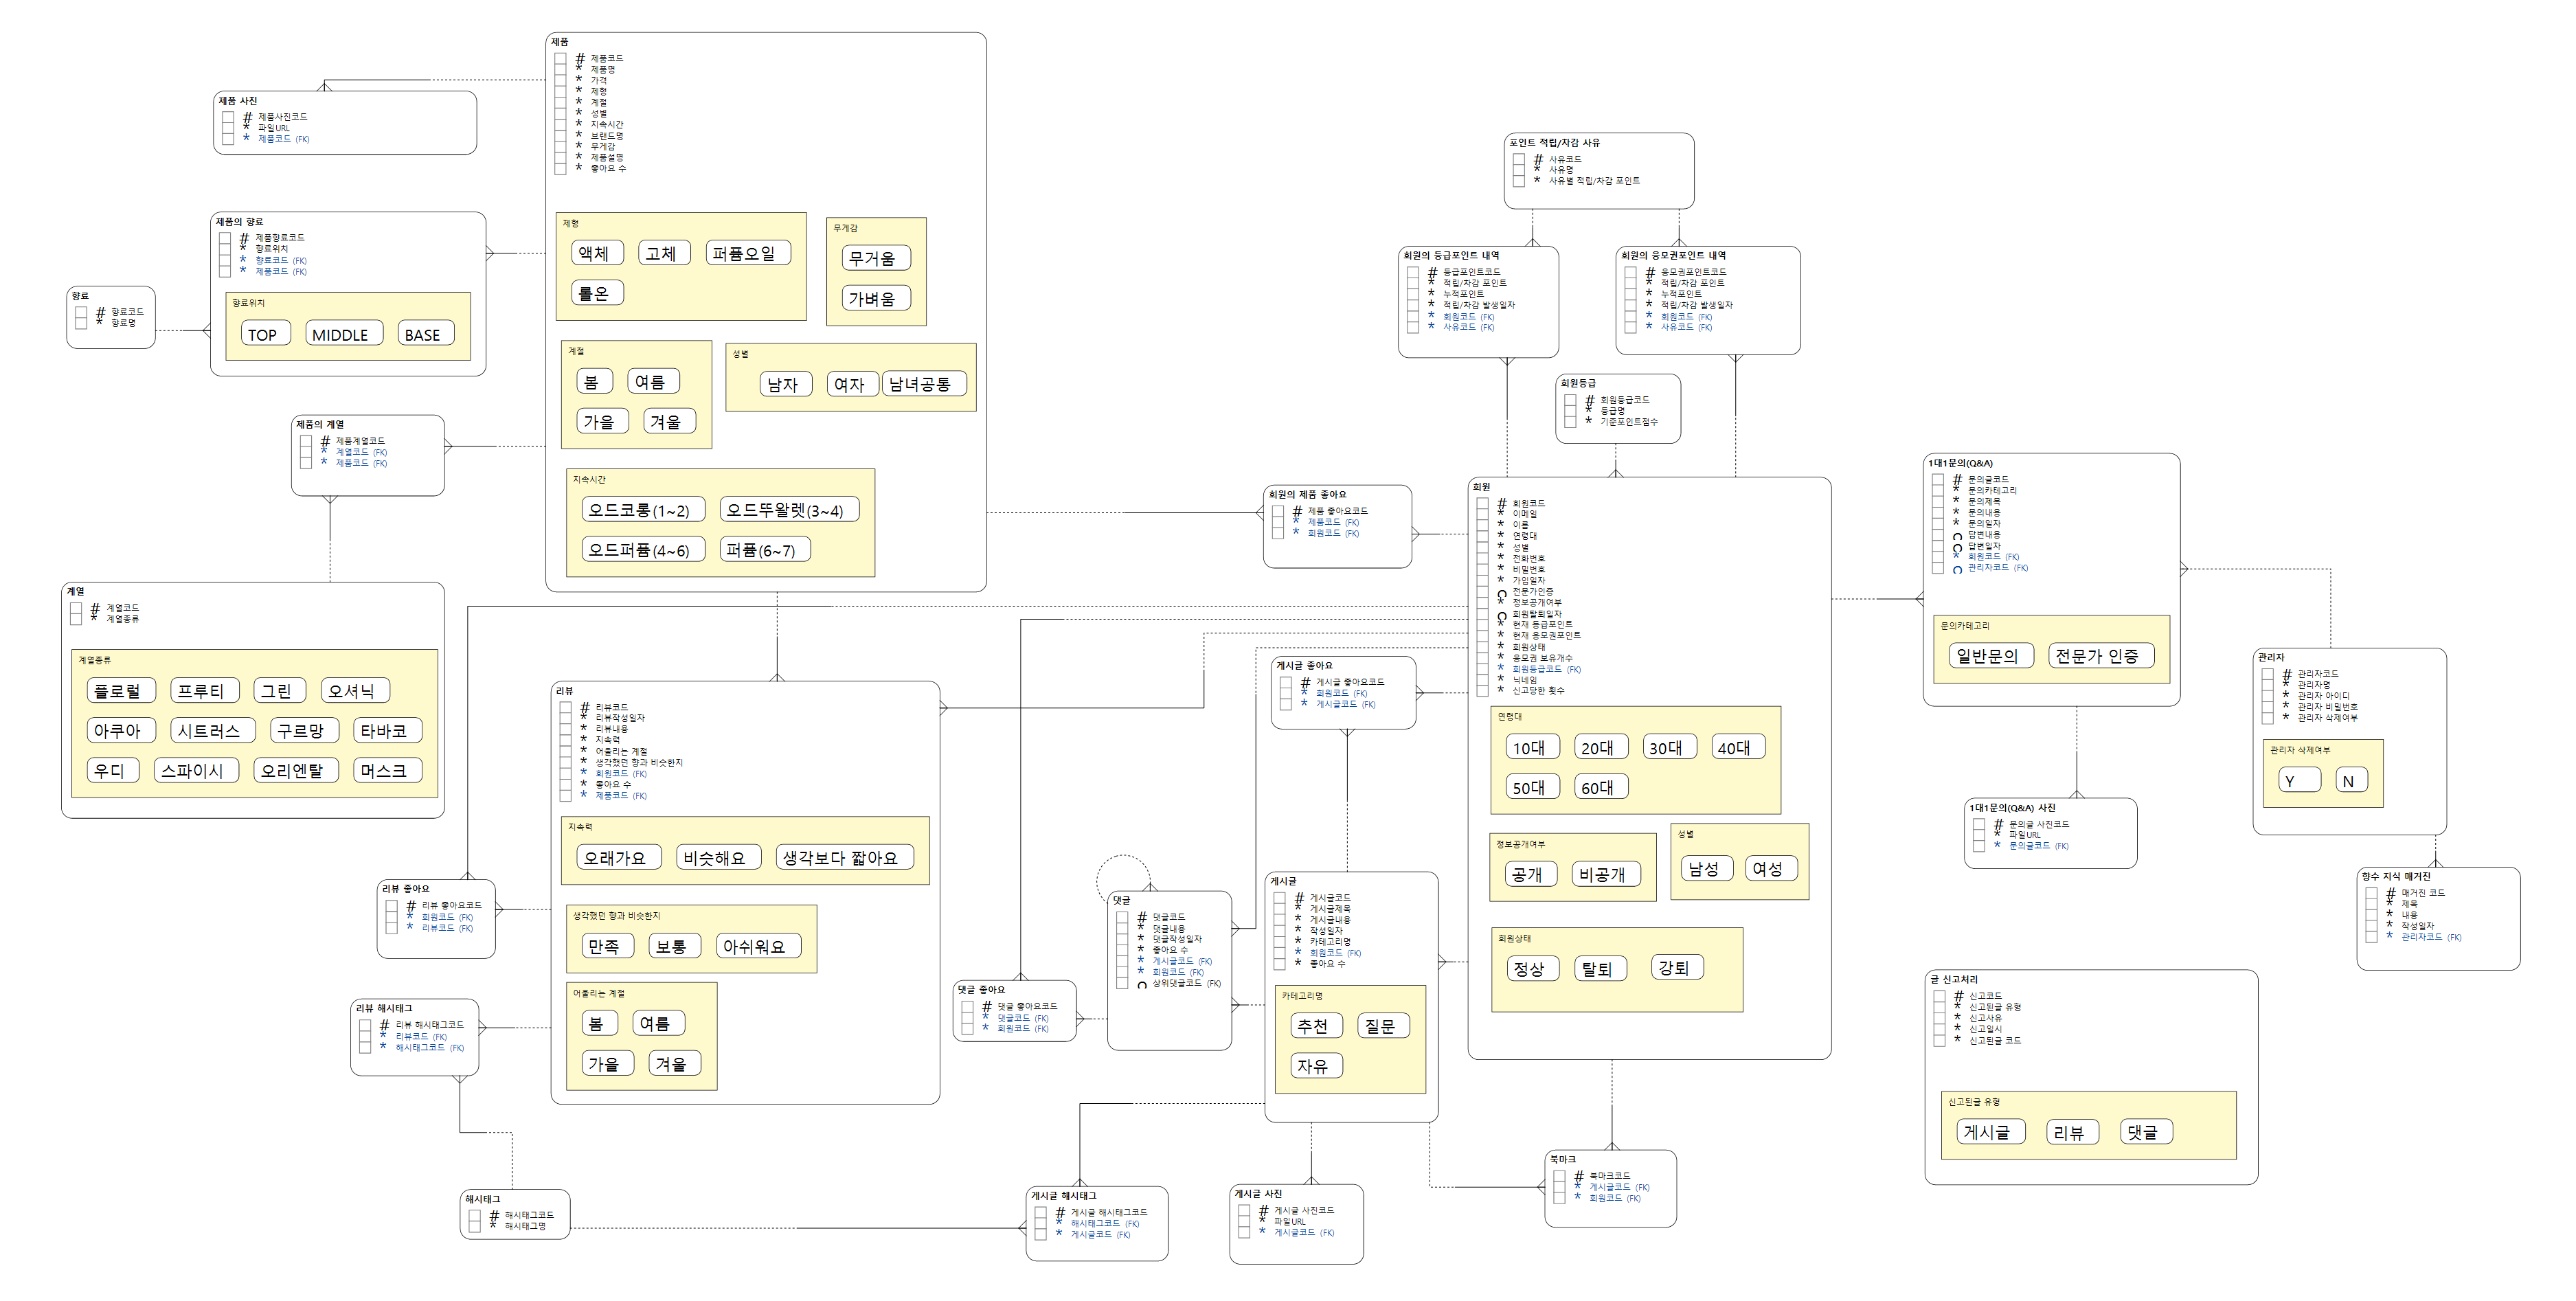 제품
# 제품코드
* 제품명
* 가격
* 제형
* 계절
* 성별
* 지속시간
* 브랜드명
* 무게감
* 제품설명
* 좋아요 수
제형
액체 고체 퍼퓸오일
롤온
무게감
무거움
가벼움
계절
봄 여름
가을 겨울
성별
남자 여자 남녀공통
지속시간
오드코롱(1~2) 오드뚜왈렛(3~4)
오드퍼퓸(4~6) 퍼퓸(6~7)
제품 사진
# 제품사진코드
* 파일URL
* 제품코드 (FK)
제품의 향료
# 제품향료코드
* 향료위치
* 향료코드 (FK)
* 제품코드 (FK)
향료위치
TOP MIDDLE BASE
향료
# 향료코드
* 향료명
제품의 계열
# 제품계열코드
* 계열코드 (FK)
* 제품코드 (FK)
계열
# 계열코드
* 계열종류
계열종류
플로럴 프루티 그린 오셔닉
아쿠아 시트러스 구르망 타바코
우디 스파이시 오리엔탈 머스크
포인트 적립/차감 사유
# 사유코드
* 사유명
* 사유별 적립/차감 포인트
회원의 등급포인트 내역
# 등급포인트코드
* 적립/차감 포인트
* 누적포인트
* 적립/차감 발생일자
* 회원코드 (FK)
* 사유코드 (FK)
회원의 응모권포인트 내역
# 응모권포인트코드
* 적립/차감 포인트
* 누적포인트
* 적립/차감 발생일자
* 회원코드 (FK)
* 사유코드 (FK)
회원등급
# 회원등급코드
* 등급명
* 기준포인트점수
회원의 제품 좋아요
# 제품 좋아요코드
* 제품코드 (FK)
* 회원코드 (FK)
회원
# 회원코드
* 이메일
* 이름
* 연령대
* 성별
* 전화번호
* 비밀번호
* 가입일자
C 전문가인증
* 정보공개여부
C 회원탈퇴일자
* 현재 등급포인트
* 현재 응모권포인트
* 회원상태
* 응모권 보유개수
* 회원등급코드 (FK)
* 닉네임
* 신고당한 횟수
연령대
10대 20대 30대 40대
50대 60대
정보공개여부
공개 비공개
성별
남성 여성
회원상태
정상 탈퇴 강퇴
1대1문의(Q&A)
# 문의글코드
* 문의카테고리
* 문의제목
* 문의내용
* 문의일자
C 답변내용
C 답변일자
* 회원코드 (FK)
C 관리자코드 (FK)
문의카테고리
일반문의 전문가 인증
관리자
# 관리자코드
* 관리자명
* 관리자 아이디
* 관리자 비밀번호
* 관리자 삭제여부
관리자 삭제여부
Y N
1대1문의(Q&A) 사진
# 문의글 사진코드
* 파일URL
* 문의글코드 (FK)
향수 지식 매거진
# 매거진 코드
* 제목
* 내용
* 작성일자
* 관리자코드 (FK)
글 신고처리
# 신고코드
* 신고된글 유형
* 신고사유
* 신고일시
* 신고된글 코드
신고된글 유형
게시글 리뷰 댓글
리뷰
# 리뷰코드
* 리뷰작성일자
* 리뷰내용
* 지속력
* 어울리는 계절
* 생각했던 향과 비슷한지
* 회원코드 (FK)
* 좋아요 수
* 제품코드 (FK)
지속력
오래가요 비슷해요 생각보다 짧아요
생각했던 향과 비슷한지
만족 보통 아쉬워요
어울리는 계절
봄 여름
가을 겨울
리뷰 좋아요
# 리뷰 좋아요코드
* 회원코드 (FK)
* 리뷰코드 (FK)
리뷰 해시태그
# 리뷰 해시태그코드
* 리뷰코드 (FK)
* 해시태그코드 (FK)
해시태그
# 해시태그코드
* 해시태그명
게시글 좋아요
# 게시글 좋아요코드
* 회원코드 (FK)
* 게시글코드 (FK)
댓글
# 댓글코드
* 댓글내용
* 댓글작성일자
* 좋아요 수
* 게시글코드 (FK)
* 회원코드 (FK)
C 상위댓글코드 (FK)
댓글 좋아요
# 댓글 좋아요코드
* 댓글코드 (FK)
* 회원코드 (FK)
게시글
# 게시글코드
* 게시글제목
* 게시글내용
* 작성일자
* 카테고리명
* 회원코드 (FK)
* 좋아요 수
카테고리명
추천 질문
자유
게시글 해시태그
# 게시글 해시태그코드
* 해시태그코드 (FK)
* 게시글코드 (FK)
게시글 사진
# 게시글 사진코드
* 파일URL
* 게시글코드 (FK)
북마크
# 북마크코드
* 게시글코드 (FK)
* 회원코드 (FK)